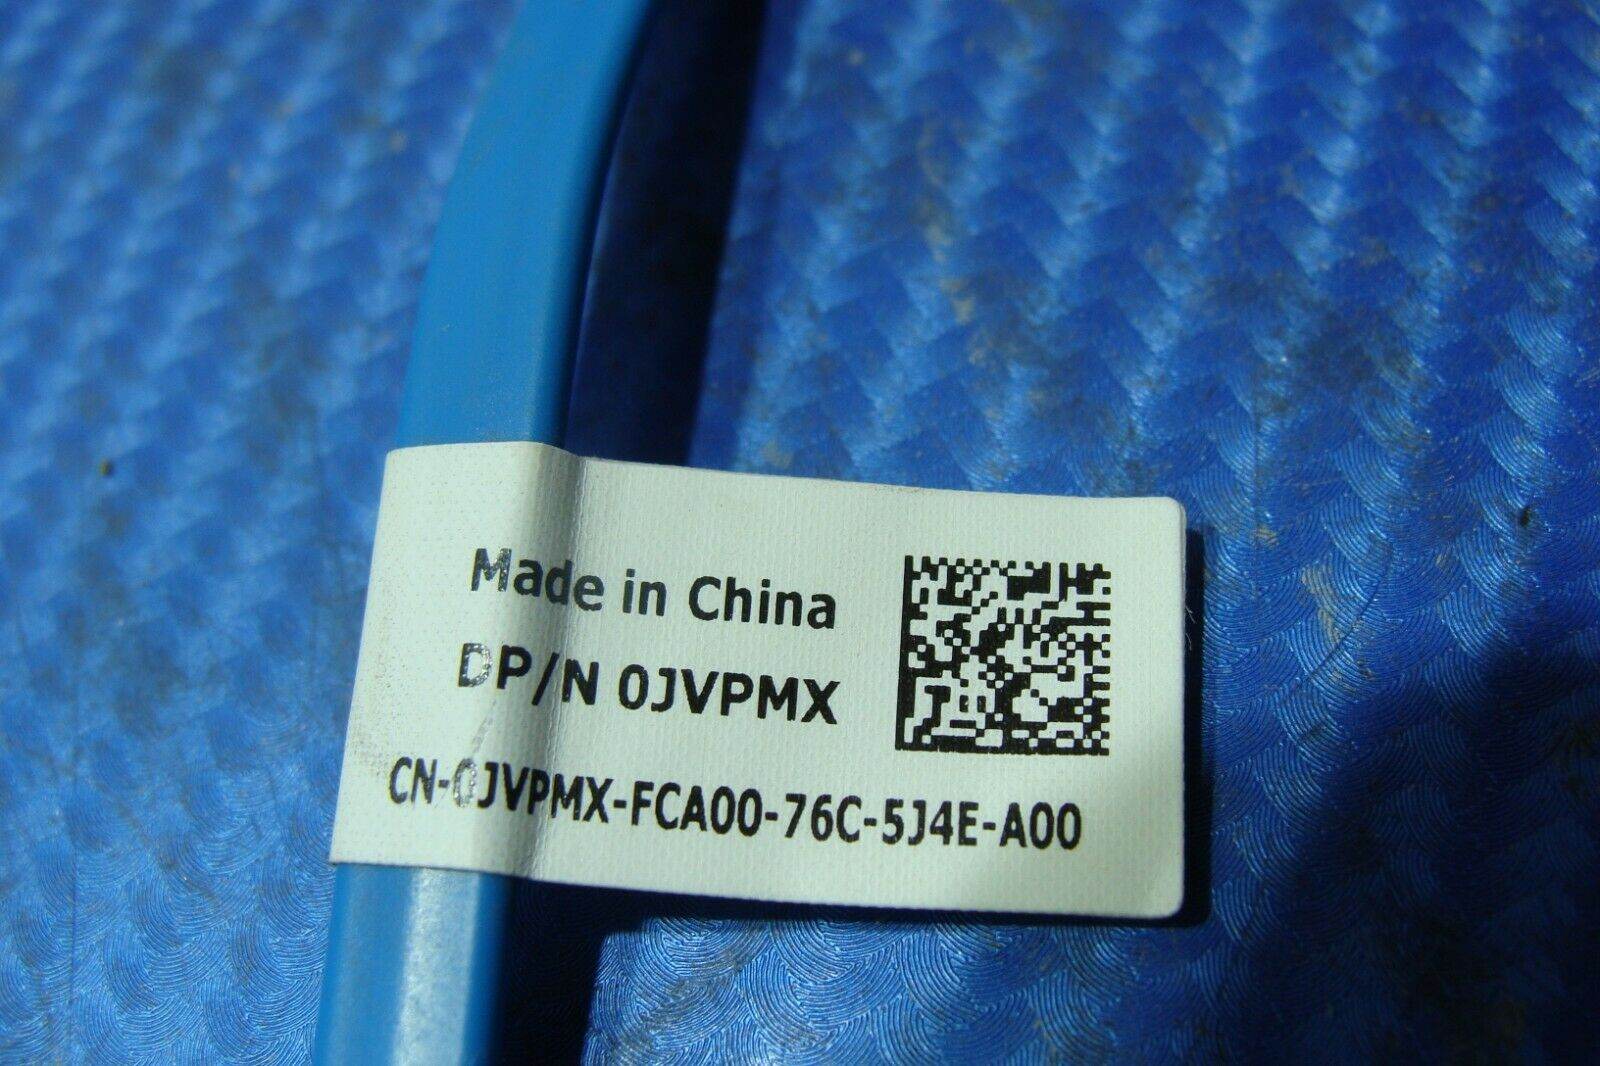 Made in China
DP/N 0JVPMX
CN-0JVPMX-FCA00-76C-5J4E-A00